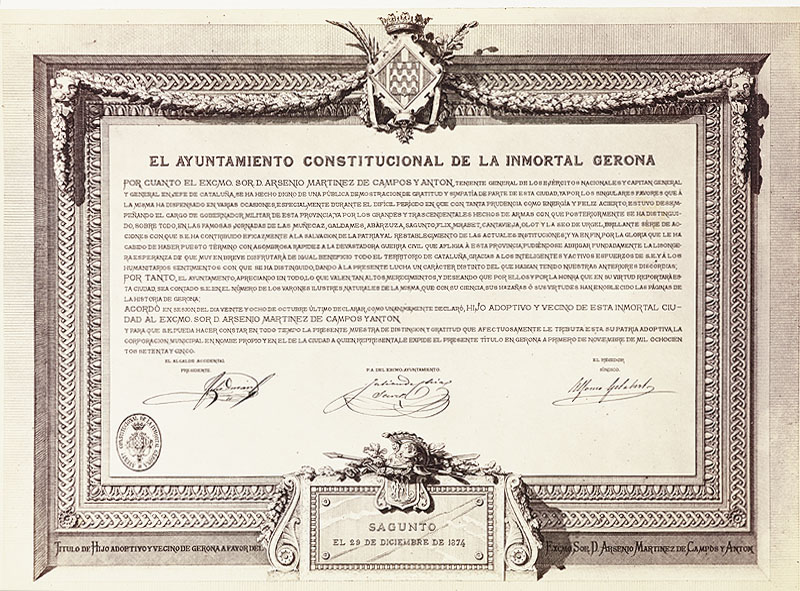 EL AYUNTAMIENTO CONSTITUCIONAL DE LA INMORTAL GERONA
POR CUANTO EL EXCMO. SOR. D. ARSENIO MARTINEZ DE CAMPOS Y ANTON, TENIENTE GENERAL DE LOS EJÉRCITOS NACIONALES Y CAPITAN GENERAL
Y GENERAL EN JEFE DE CATALUÑA, SE HA HECHO DIGNO DE UNA PÚBLICA DEMOSTRACION DE GRATITUD Y SIMPATÍA DE PARTE DE ESTA CIUDAD, YA POR LOS SINGULARES FAVORES QUE Á
LA MISMA HA DISPENSADO EN VARIAS OCASIONES, ESPECIALMENTE DURANTE EL DIFÍCIL PERÍODO EN QUE CON TANTA PRUDENCIA COMO ENERGÍA Y FELIZ ACIERTO, ESTUVO DESEM-
PEÑANDO EL CARGO DE GOBERNADOR MILITAR DE ESTA PROVINCIA, YA POR LOS GRANDES Y TRASCENDENTALES HECHOS DE ARMAS CON QUE POSTERIORMENTE SE HA DISTINGUI-
DO, SOBRE TODO, EN LAS FAMOSAS JORNADAS DE LAS MUÑECAZ, GALDAMES, ABÁRZUZA, SAGUNTO, FLIX, MIRABET, CANTAVIEJA, OLOT Y LA SEO DE URGEL, BRILLANTE SÉRIE DE AC-
CIONES CON QUE S.E. HA CONTRIBUIDO EFICAZMENTE A LA SALVACION DE LA PATRIA Y AL RESTABLECIMIENTO DE LAS ACTUALES INSTITUCIONES, Y YA EN FIN, POR LA GLORIA QUE LE HA
CABIDO DE HABER PUESTO TÉRMINO CON ASOMBROSA RAPIDEZ A LA DEVASTADORA GUERRA CIVIL QUE AFLIGIA Á ESTA PROVINCIA, PUDIÉNDOSE ABRIGAR FUNDADAMENTE LA LISONGE-
RA ESPERANZA DE QUE MUY EN BREVE DISFRUTARÁ DE IGUAL BENEFICIO TODO EL TERRITORIO DE CATALUÑA, GRACIAS A LOS INTELIGENTES Y ACTIVOS ESFUERZOS DE S.E. Y Á LOS
HUMANITARIOS SENTIMIENTOS CON QUE SE HA DISTINGUIDO, DANDO Á LA PRESENTE LUCHA UN CARÁCTER DISTINTO DEL QUE HABIAN TENIDO NUESTRAS ANTERIORES DISCORDIAS;
POR TANTO, EL AYUNTAMIENTO, APRECIANDO EN TODO LO QUE VALEN, TAN ALTOS MERECIMIENTOS, Y DESEANDO QUE POR ELLOS Y POR LA HONRA QUE EN SU VIRTUD REPORTARÁ ES-
TA CIUDAD, SEA CONTADO S.E. EN EL NÚMERO DE LOS VARONES ILUSTRES NATURALES DE LA MISMA, QUE CON SU CIENCIA, SUS HAZAÑAS Ó SUS VIRTUDES HAN ENNOBLECIDO LAS PÁGINAS DE
LA HISTORIA DE GERONA;
ACORDÓ EN SESION DEL DIA VEINTE Y OCHO DE OCTUBRE ÚLTIMO DECLARAR, COMO UNANIMEMENTE DECLARÓ, HIJO ADOPTIVO Y VECINO DE ESTA INMORTAL CIU-
DAD AL EXCMO. SOR. D. ARSENIO MARTINEZ DE CAMPOS Y ANTON.
Y PARA QUE S.E. PUEDA HACER CONSTAR EN TODO TIEMPO LA PRESENTE MUESTRA DE DISTINCION Y GRATITUD QUE AFECTUOSAMENTE LE TRIBUTA ESTA SU PATRIA ADOPTIVA, LA
CORPORACION MUNICIPAL EN NOMBRE PROPIO Y EN EL DE LA CIUDAD A QUIEN REPRESENTA LE EXPIDE EL PRESENTE TÍTULO EN GERONA A PRIMERO DE NOVIEMBRE DE MIL OCHOCIEN-
TOS SETENTA Y CINCO.
EL ALCALDE ACCIDENTAL
PRESIDENTE,
P.A. DEL EXCMO. AYUNTAMIENTO.
EL REGIDOR
SÍNDICO.
SAGUNTO
EL 29 DE DICIEMBRE DE 1874
TITULO DE HIJO ADOPTIVO Y VECINO DE GERONA A FAVOR DEL EXCMO. SOR. D. ARSENIO MARTINEZ DE CAMPOS Y ANTON